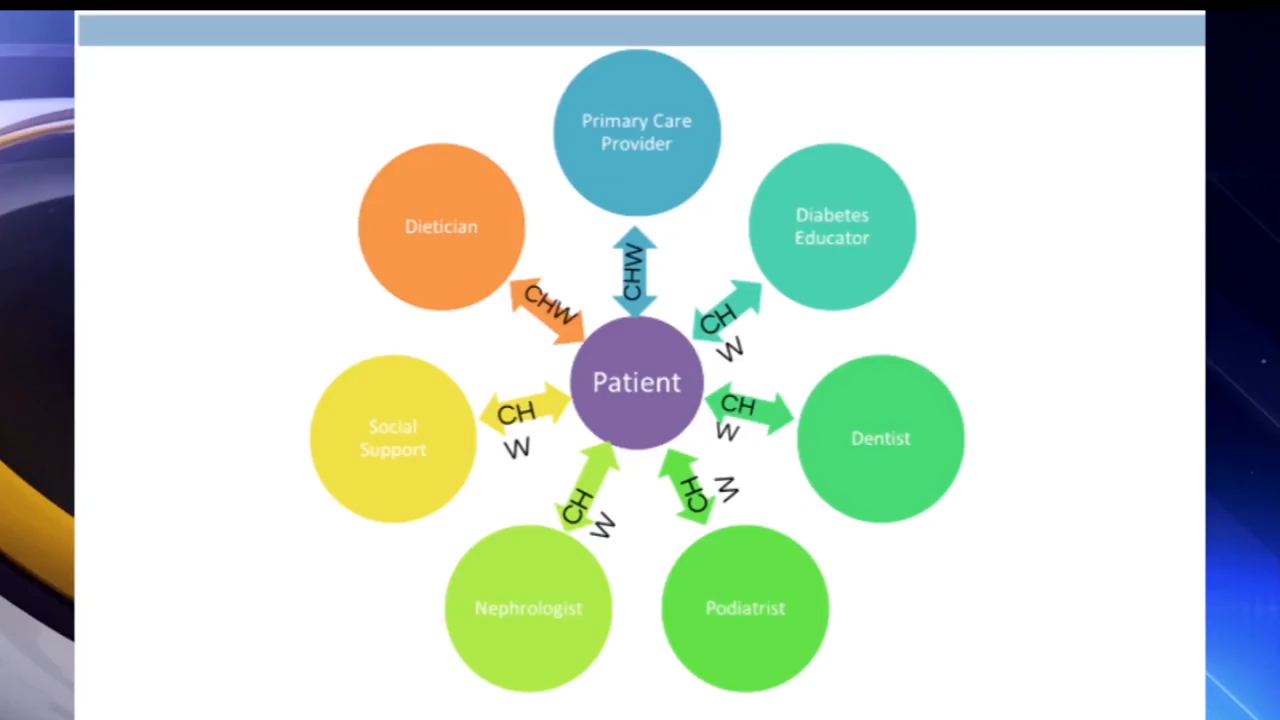 Primary Care
Provider
Dietician
Diabetes
Educator
CHW
CHW
CH
W
Patient
CH
W
CH
W
Social
Support
Dentist
CH
W
CH
W
Nephrologist
Podiatrist